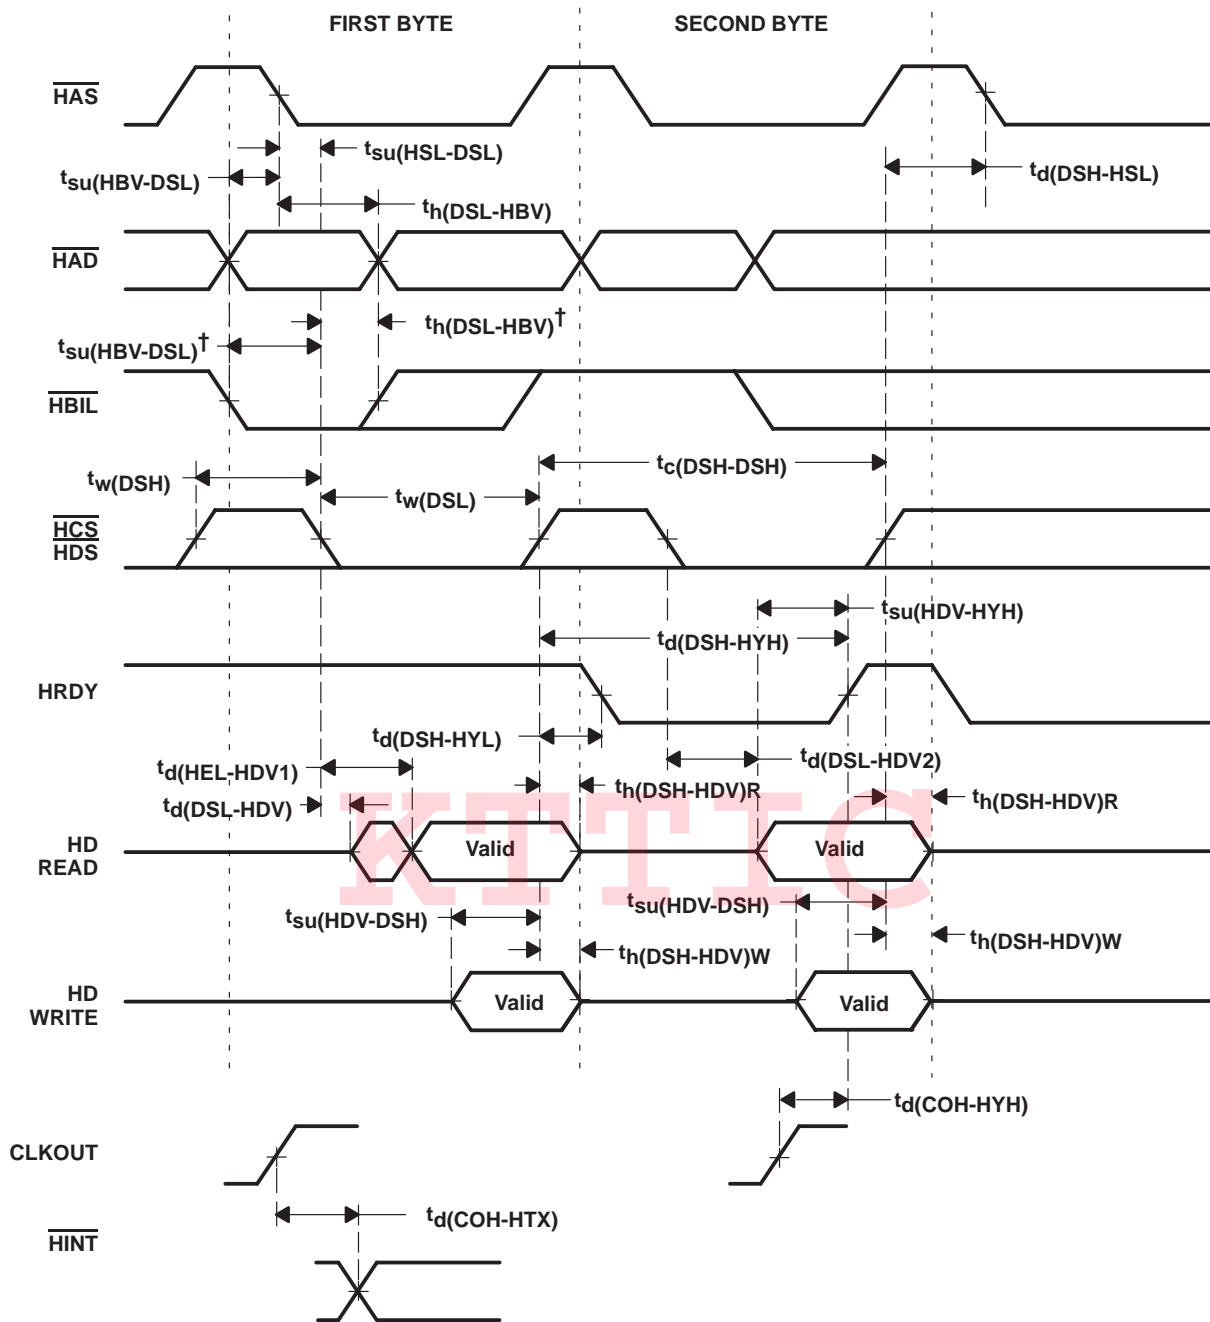 FIRST BYTE
SECOND BYTE
HAS
tsu(HSL-DSL)
tsu(HBV-DSL)
td(DSH-HSL)
th(DSL-HBV)
HAD
th(DSL-HBV)†
tsu(HBV-DSL)†
HBIL
tc(DSH-DSH)
tw(DSH)
tw(DSL)
HCS
HDS
tsu(HDV-HYH)
td(DSH-HYH)
HRDY
td(DSH-HYL)
td(DSL-HDV2)
td(HEL-HDV1)
th(DSH-HDV)R
td(DSL-HDV)
th(DSH-HDV)R
KTTIC
HD
READ
Valid
Valid
tsu(HDV-DSH)
tsu(HDV-DSH)
th(DSH-HDV)W
th(DSH-HDV)W
HD
WRITE
Valid
Valid
td(COH-HYH)
CLKOUT
td(COH-HTX)
HINT